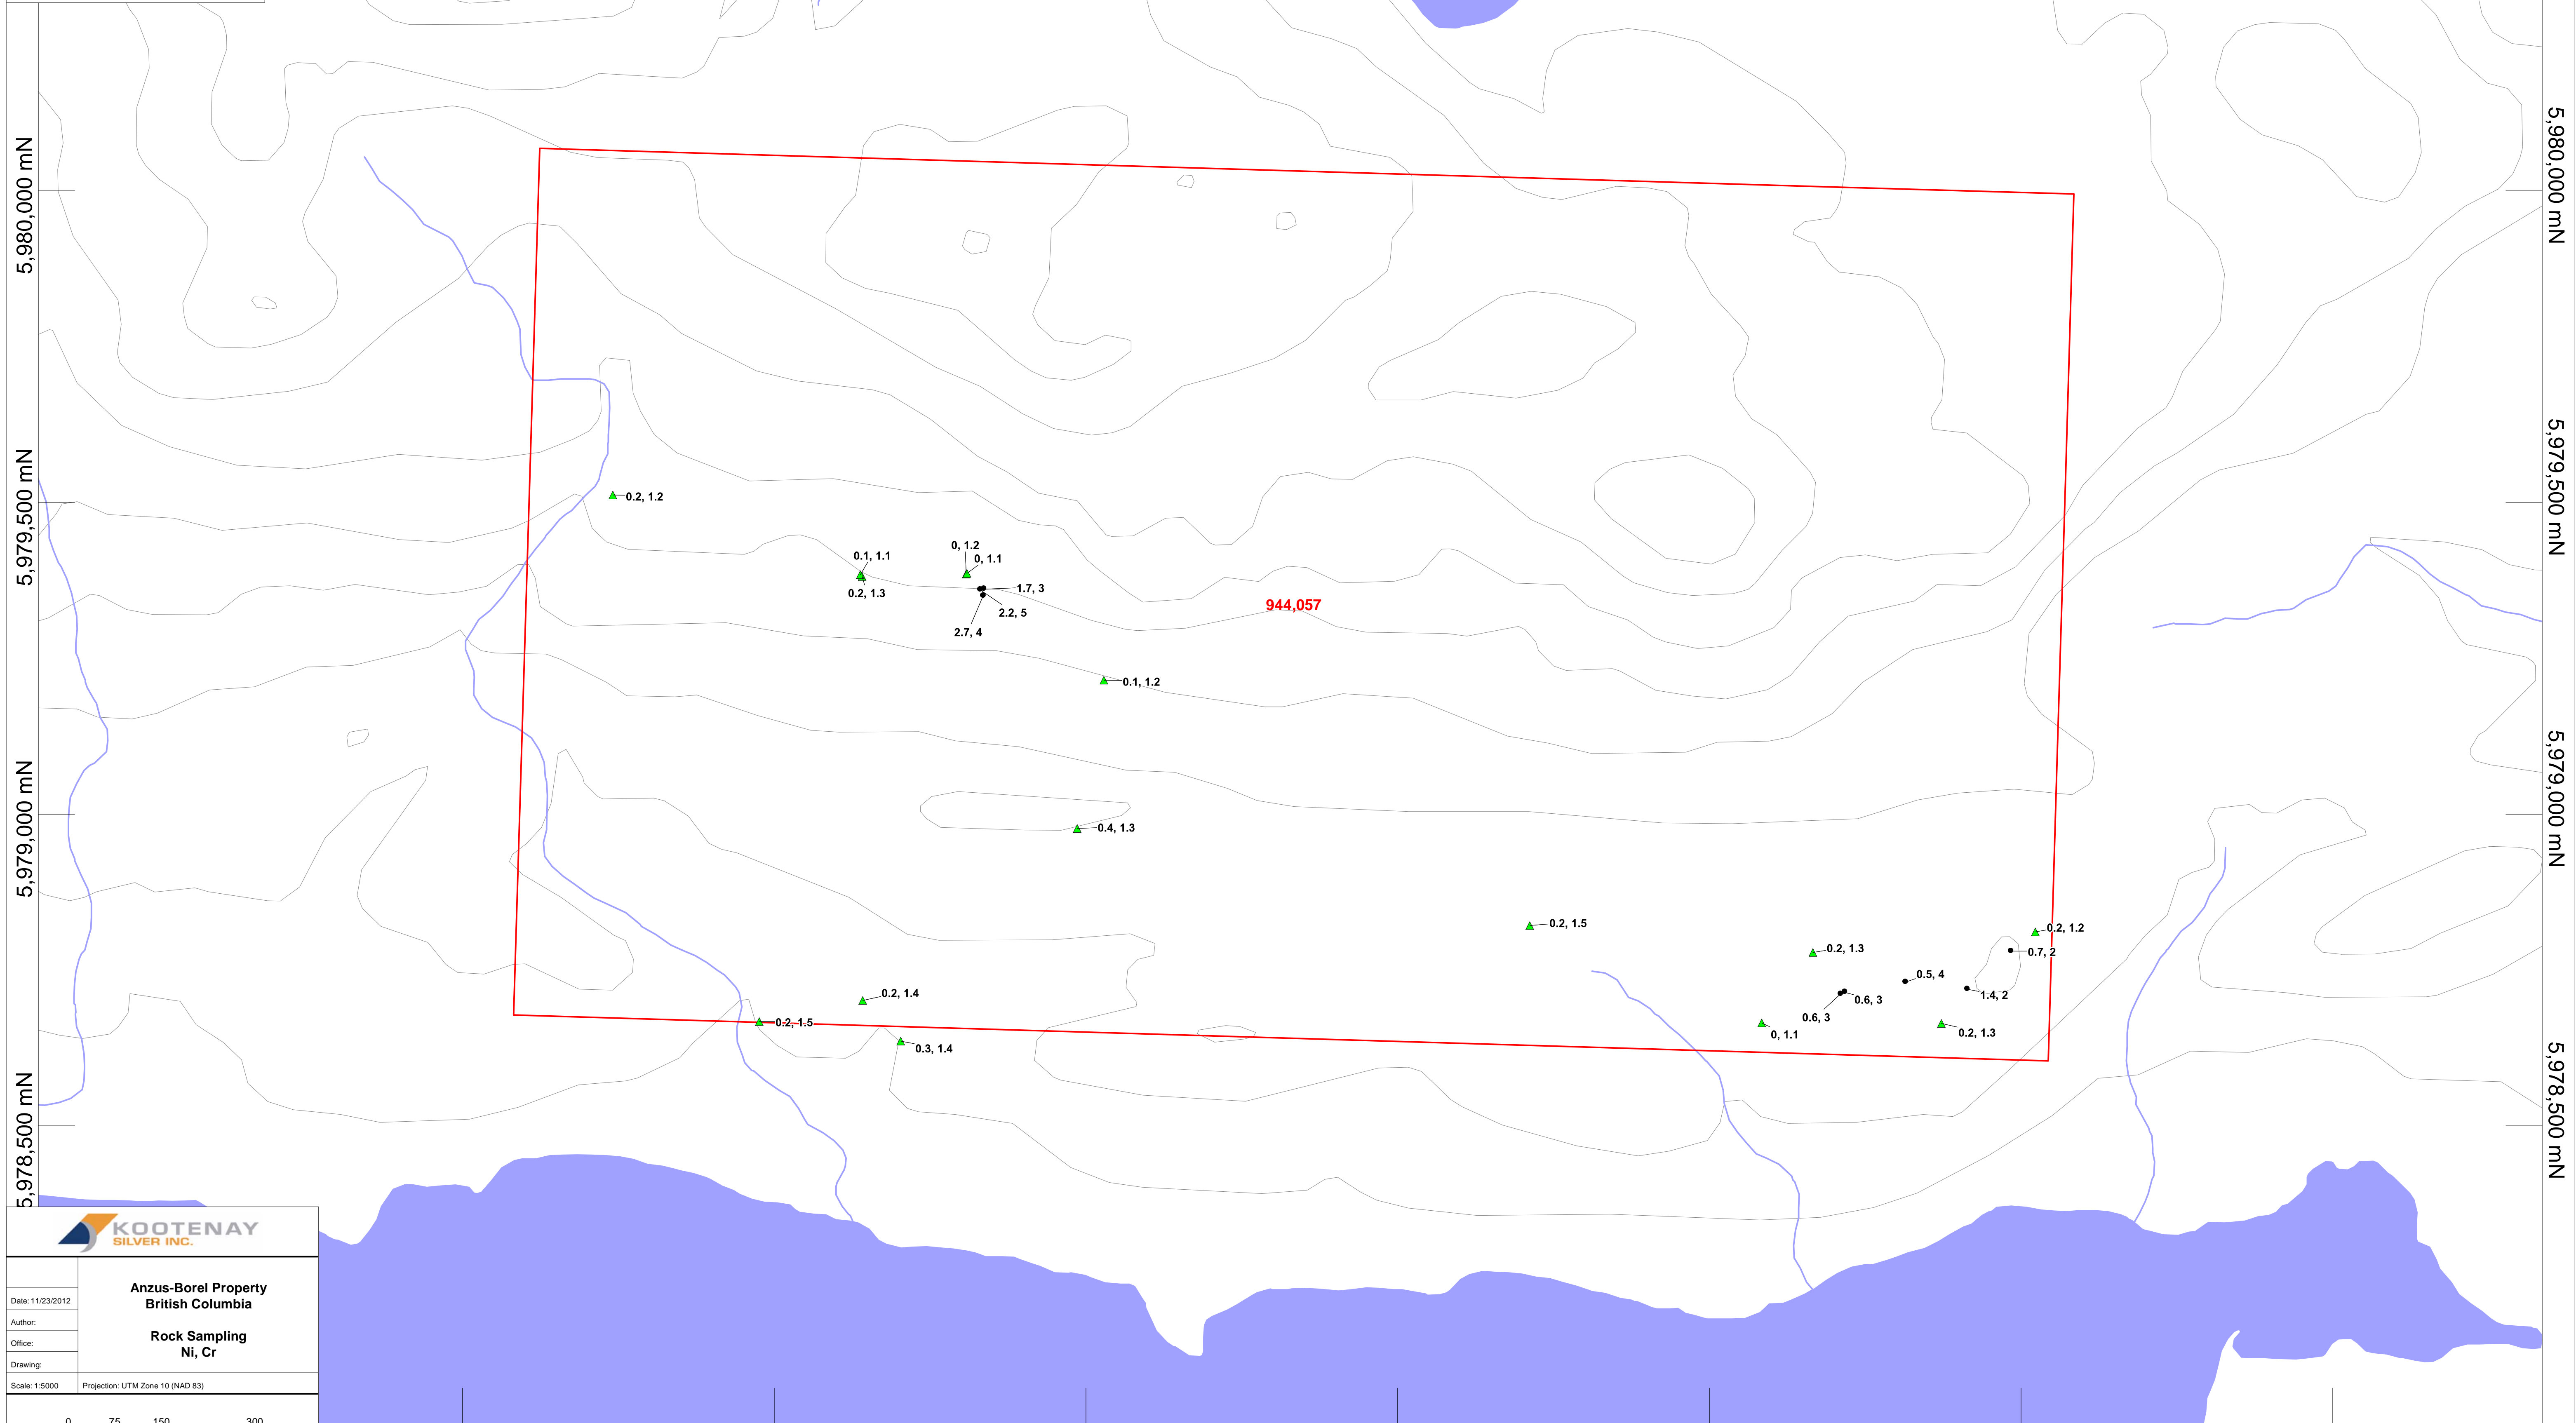 5,980,000 mN
5,980,000 mN
5,979,500 mN
5,979,500 mN
0.2, 1.2
0.1, 1.1
0.2, 1.3
0, 1.2
0, 1.1
1.7, 3
2.2, 5
2.7, 4
944,057
0.1, 1.2
5,979,000 mN
5,979,000 mN
0.4, 1.3
0.2, 1.5
0.2, 1.3
0.2, 1.2
0.7, 2
0.5, 4
1.4, 2
0.6, 3
0.6, 3
0.2, 1.4
0.2, 1.5
0.3, 1.4
0, 1.1
0.2, 1.3
5,978,500 mN
5,978,500 mN
KOOTENAY
SILVER INC.
Anzus-Borel Property
British Columbia
Rock Sampling
Ni, Cr
Date: 11/23/2012
Author:
Office:
Drawing:
Scale: 1:5000
Projection: UTM Zone 10 (NAD 83)
0 75 150 300